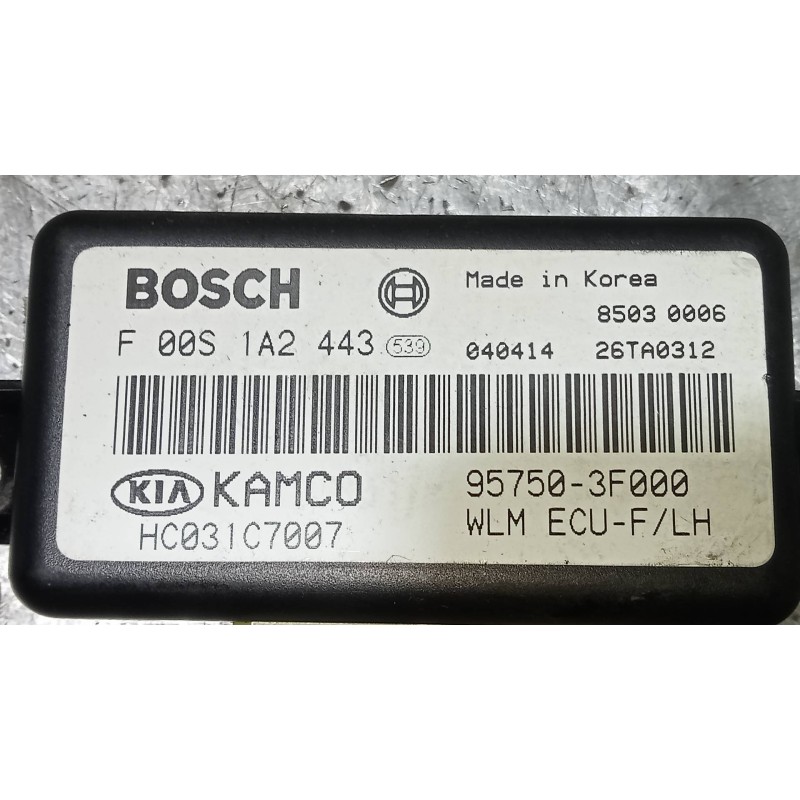 BOSCH
Made in Korea
8503 0006
F 00S 1A2 443 539
040414 26TA0312
KIA KAMCO
95750-3F000
HC031C7007
WLM ECU-F/LH